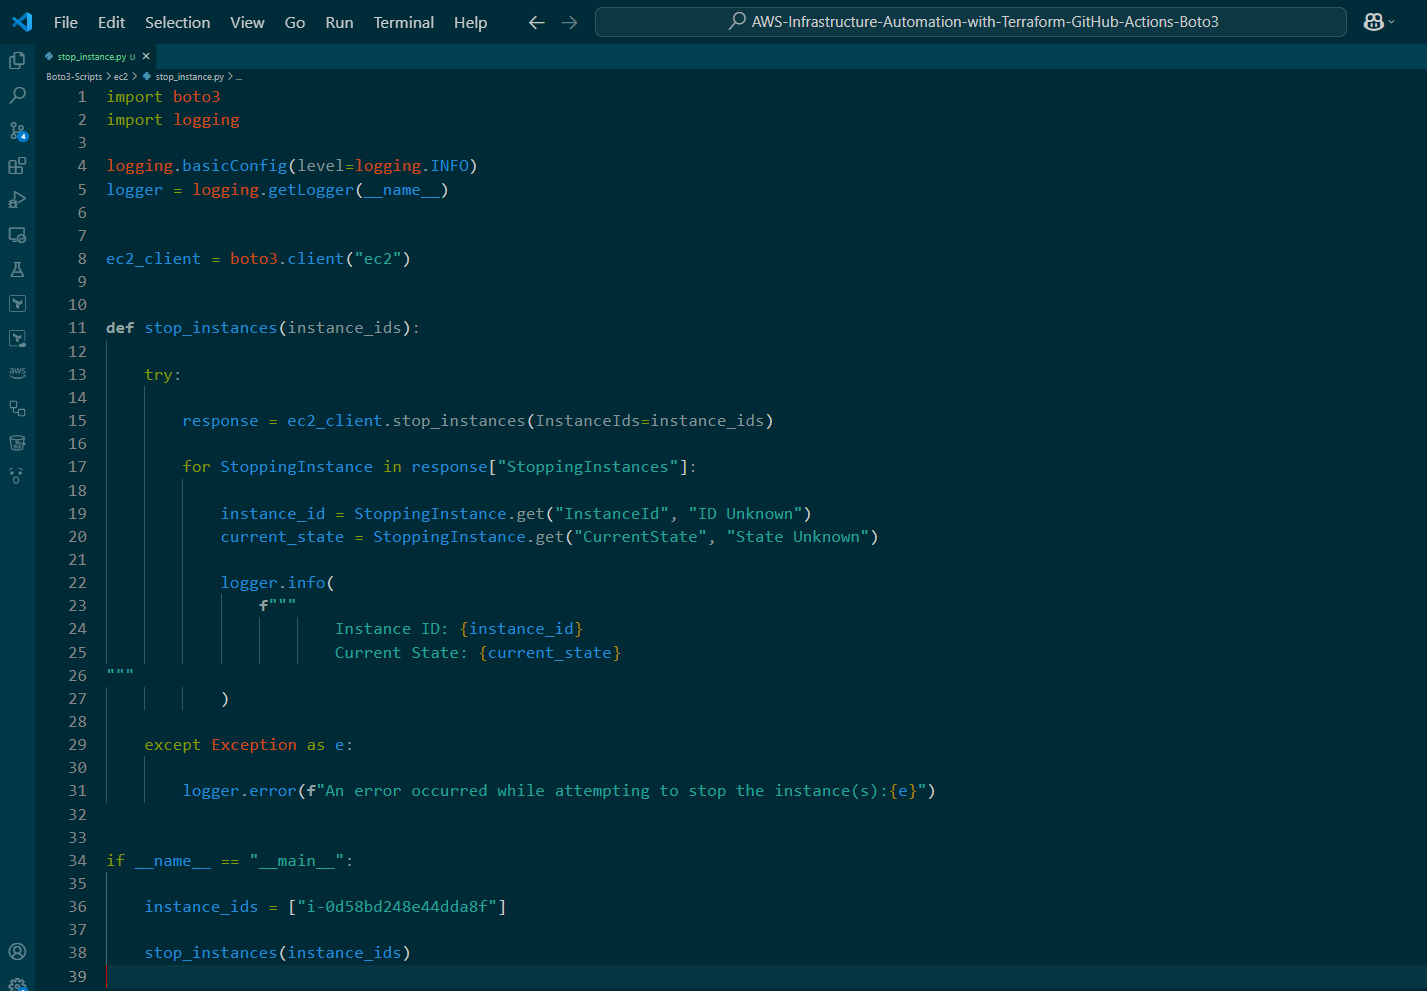 File Edit Selection View Go Run Terminal Help
AWS-Infrastructure-Automation-with-Terraform-GitHub-Actions-Boto3
stop_instance.py U
Boto3-Scripts > ec2 > stop_instance.py > ...
4
aws
1 import boto3
2 import logging
3
4 logging.basicConfig(level=logging.INFO)
5 logger = logging.getLogger(__name__)
6
7
8 ec2_client = boto3.client("ec2")
9
10
11 def stop_instances(instance_ids):
12
13     try:
14
15         response = ec2_client.stop_instances(InstanceIds=instance_ids)
16
17         for StoppingInstance in response["StoppingInstances"]:
18
19             instance_id = StoppingInstance.get("InstanceId", "ID Unknown")
20             current_state = StoppingInstance.get("CurrentState", "State Unknown")
21
22             logger.info(
23                 f"""
24                         Instance ID: {instance_id}
25                         Current State: {current_state}
26 """
27             )
28
29     except Exception as e:
30
31         logger.error(f"An error occurred while attempting to stop the instance(s):{e}")
32
33
34 if __name__ == "__main__":
35
36     instance_ids = ["i-0d58bd248e44dda8f"]
37
38     stop_instances(instance_ids)
39